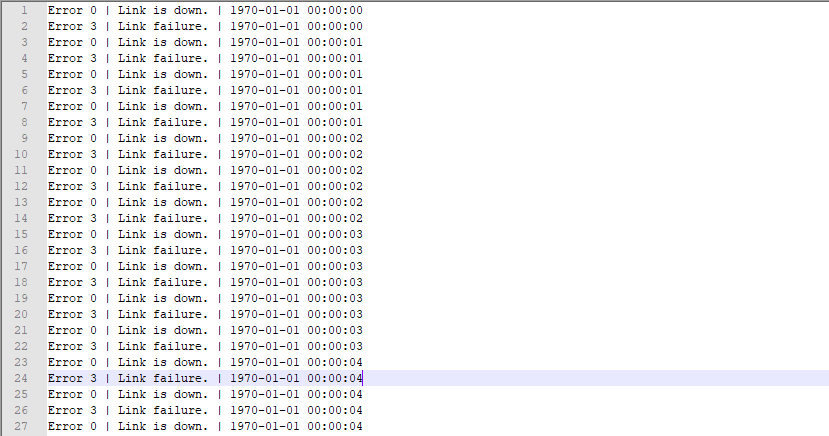 1 Error 0 | Link is down. | 1970-01-01 00:00:00
2 Error 3 | Link failure. | 1970-01-01 00:00:00
3 Error 0 | Link is down. | 1970-01-01 00:00:01
4 Error 3 | Link failure. | 1970-01-01 00:00:01
5 Error 0 | Link is down. | 1970-01-01 00:00:01
6 Error 3 | Link failure. | 1970-01-01 00:00:01
7 Error 0 | Link is down. | 1970-01-01 00:00:01
8 Error 3 | Link failure. | 1970-01-01 00:00:01
9 Error 0 | Link is down. | 1970-01-01 00:00:02
10 Error 3 | Link failure. | 1970-01-01 00:00:02
11 Error 0 | Link is down. | 1970-01-01 00:00:02
12 Error 3 | Link failure. | 1970-01-01 00:00:02
13 Error 0 | Link is down. | 1970-01-01 00:00:02
14 Error 3 | Link failure. | 1970-01-01 00:00:02
15 Error 0 | Link is down. | 1970-01-01 00:00:03
16 Error 3 | Link failure. | 1970-01-01 00:00:03
17 Error 0 | Link is down. | 1970-01-01 00:00:03
18 Error 3 | Link failure. | 1970-01-01 00:00:03
19 Error 0 | Link is down. | 1970-01-01 00:00:03
20 Error 3 | Link failure. | 1970-01-01 00:00:03
21 Error 0 | Link is down. | 1970-01-01 00:00:03
22 Error 3 | Link failure. | 1970-01-01 00:00:03
23 Error 0 | Link is down. | 1970-01-01 00:00:04
24 Error 3 | Link failure. | 1970-01-01 00:00:04
25 Error 0 | Link is down. | 1970-01-01 00:00:04
26 Error 3 | Link failure. | 1970-01-01 00:00:04
27 Error 0 | Link is down. | 1970-01-01 00:00:04